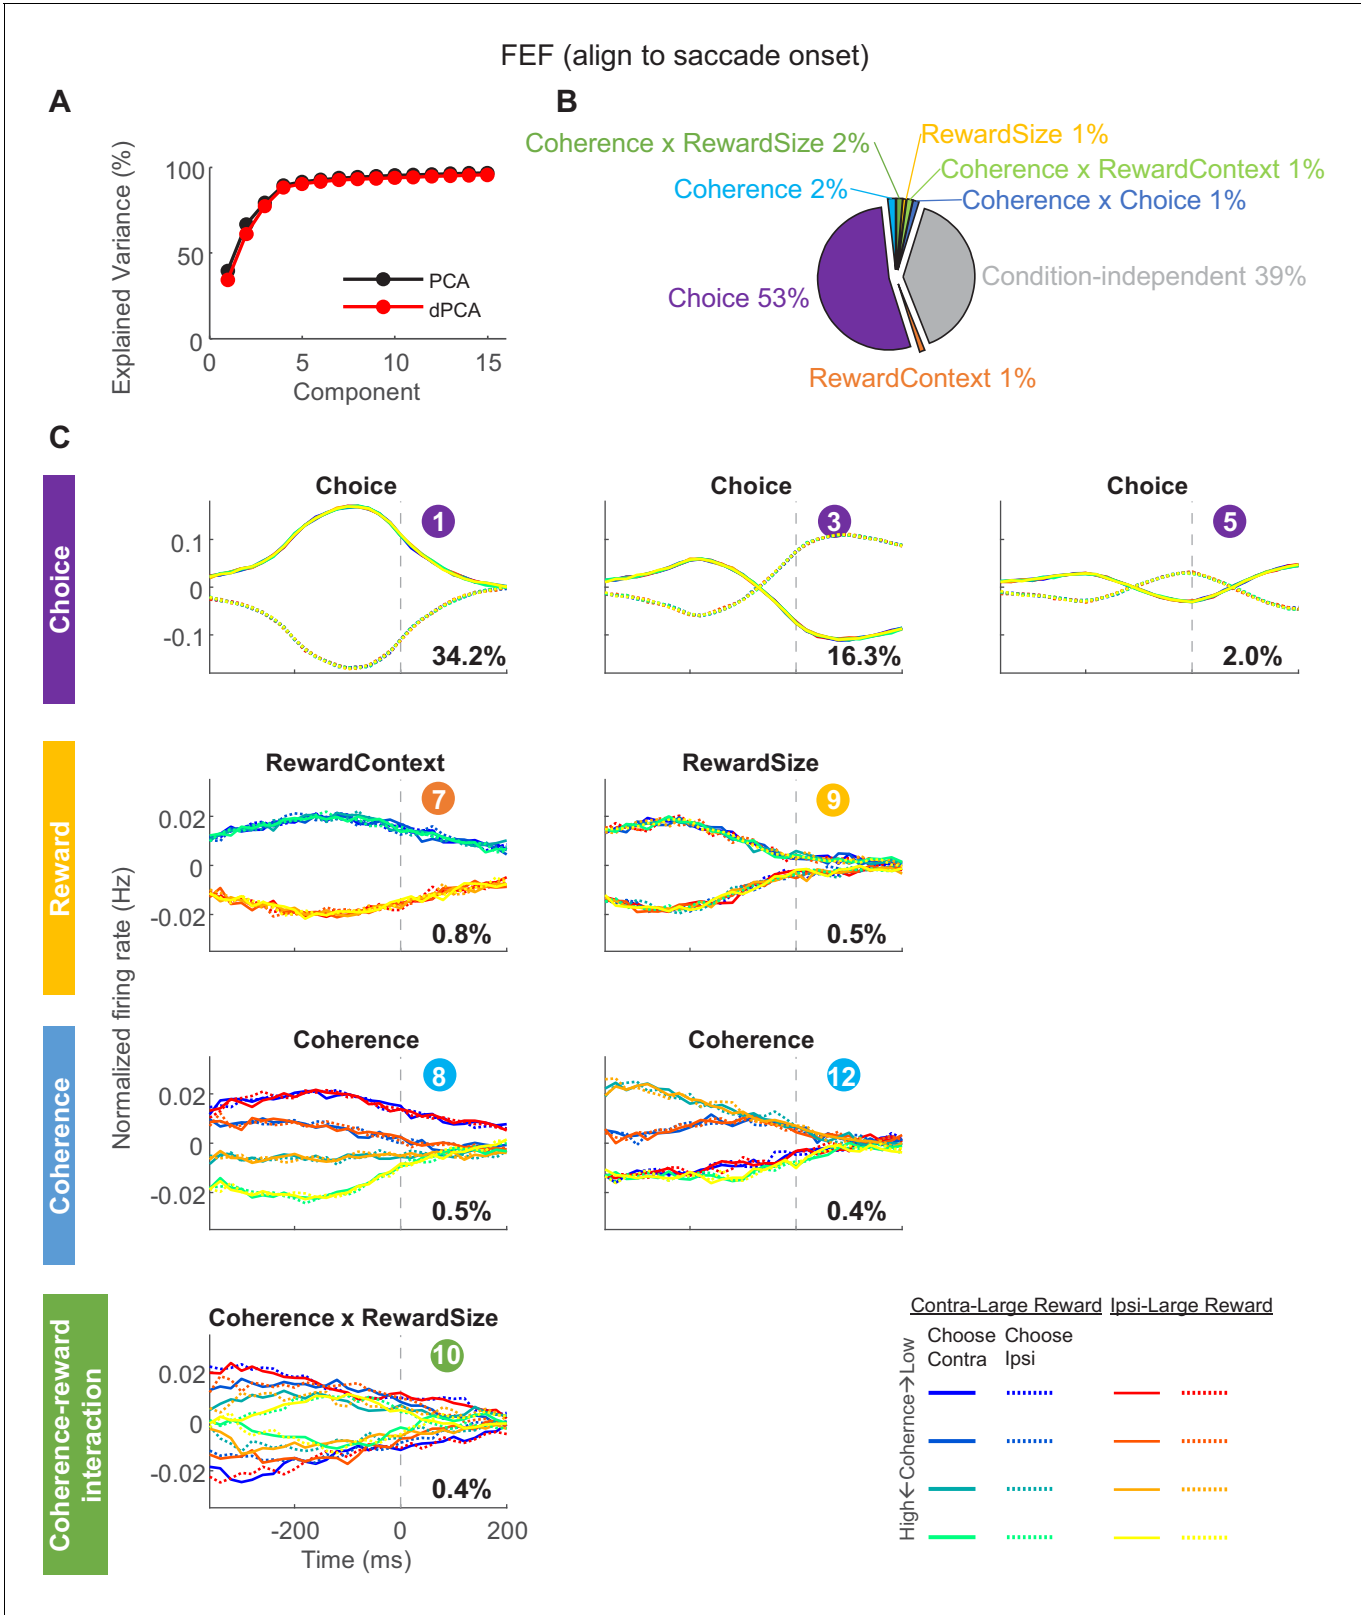 FEF (align to saccade onset)
A
B
Explained Variance (%)
100
50
0
0
5
10
15
Component
PCA
dPCA
Coherence x RewardSize 2%
RewardSize 1%
Coherence x RewardContext 1%
Coherence 2%
Coherence x Choice 1%
Condition-independent 39%
Choice 53%
RewardContext 1%
C
Choice
Choice
1
0.1
0
-0.1
34.2%
Choice
3
16.3%
Choice
5
2.0%
Normalized firing rate (Hz)
Reward
RewardContext
7
0.02
0
-0.02
0.8%
RewardSize
9
0.5%
Coherence
Coherence
8
0.02
0
-0.02
0.5%
Coherence
12
0.4%
Coherence-reward
interaction
Coherence x RewardSize
10
0.02
0
-0.02
0.4%
-200
0
200
Time (ms)
Contra-Large Reward
Ipsi-Large Reward
Choose
Contra
Choose
Ipsi
High←Cohernce→Low